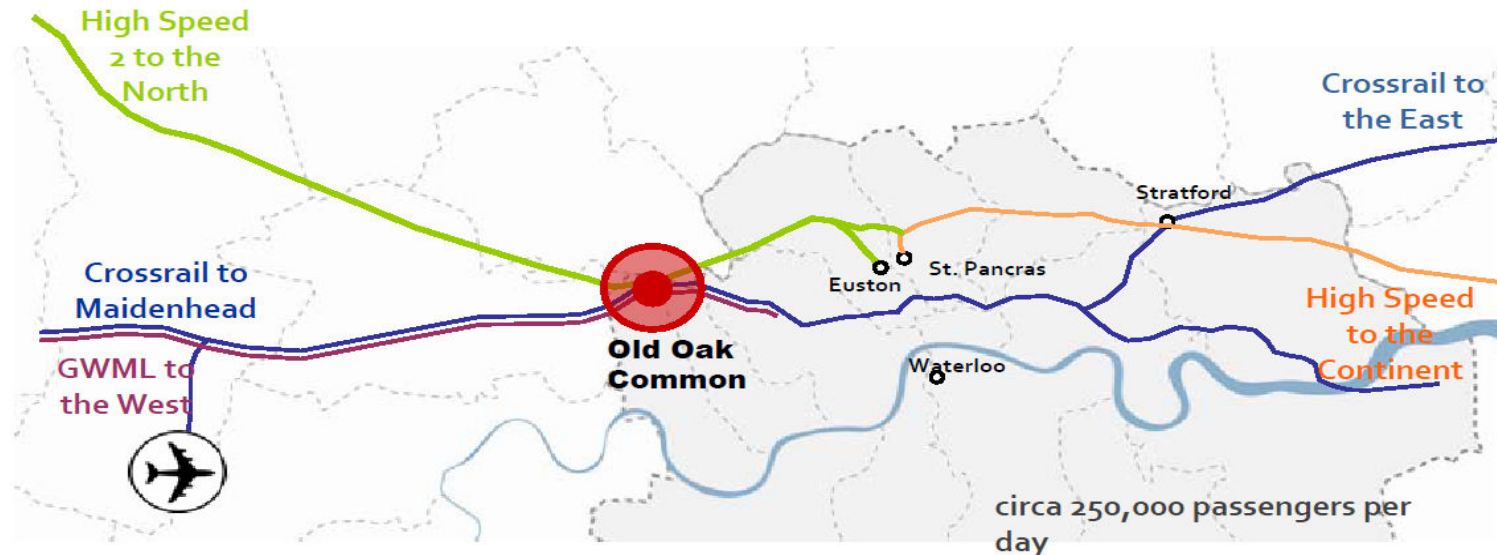 High Speed
2 to the
North
Crossrail to
the East
Stratford
St. Pancras
Euston
Crossrail to
Maidenhead
High Speed
to the
Continent
Old Oak
Common
GWML to
the West
Waterloo
circa 250,000 passengers per
day